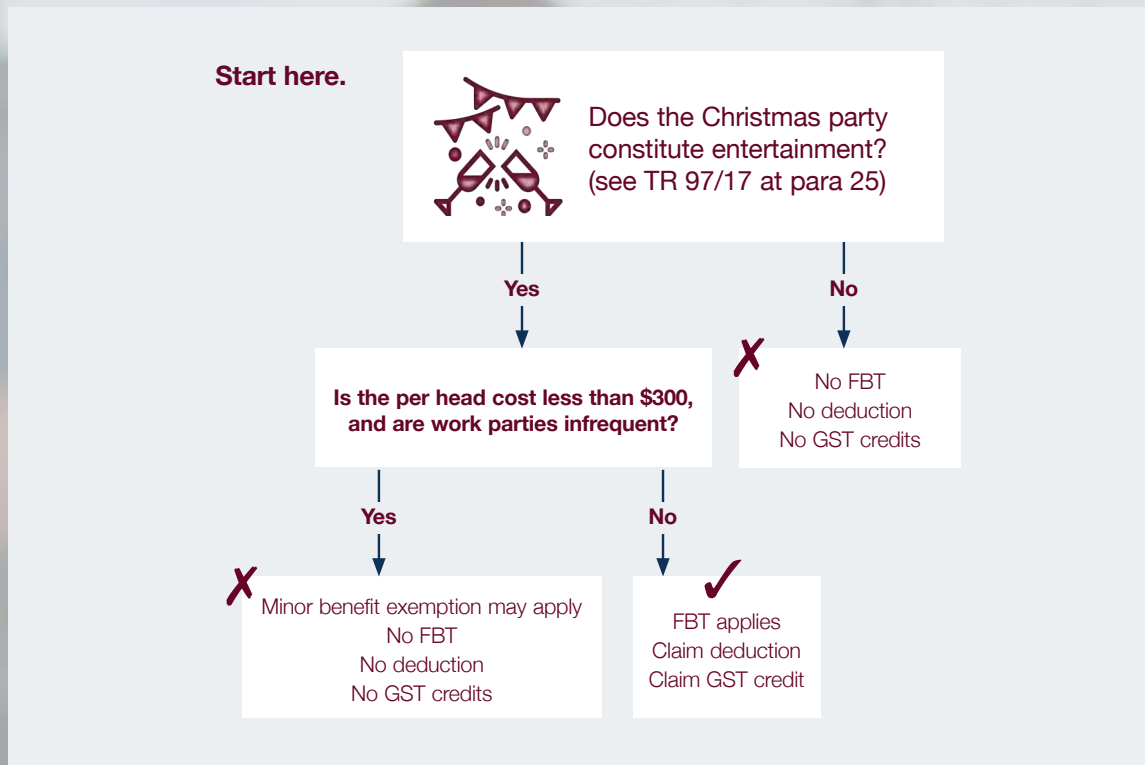 Start here.
Does the Christmas party
constitute entertainment?
(see TR 97/17 at para 25)
Yes
No
Is the per head cost less than $300,
and are work parties infrequent?
✗
No FBT
No deduction
No GST credits
Yes
No
✗
Minor benefit exemption may apply
No FBT
No deduction
No GST credits
✓
FBT applies
Claim deduction
Claim GST credit